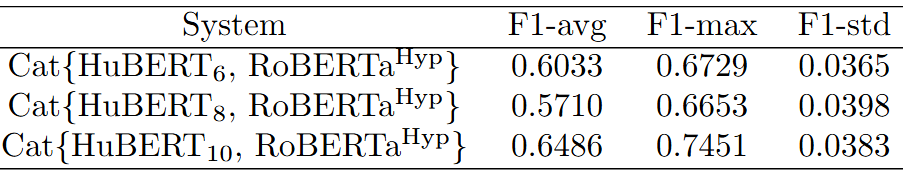 System F1-avg F1-max F1-std
Cat{HuBERT₆, RoBERTaᴴʸᵖ} 0.6033 0.6729 0.0365
Cat{HuBERT₈, RoBERTaᴴʸᵖ} 0.5710 0.6653 0.0398
Cat{HuBERT₁₀, RoBERTaᴴʸᵖ} 0.6486 0.7451 0.0383